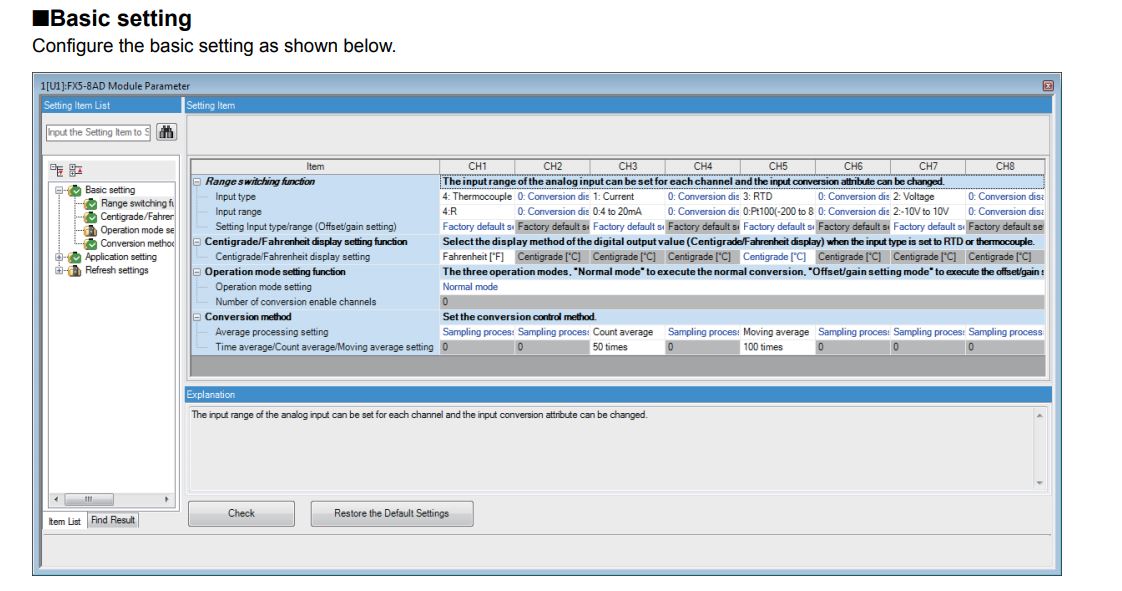 ■Basic setting
Configure the basic setting as shown below.
1[U1]:FX5-8AD Module Parameter
Setting Item List
Setting Item
Input the Setting Item to S
Basic setting
Range switching fu
Centigrade/Fahren
Operation mode se
Conversion method
Application setting
Refresh settings
Item CH1 CH2 CH3 CH4 CH5 CH6 CH7 CH8
Range switching function The input range of the analog input can be set for each channel and the input conversion attribute can be changed.
Input type 4: Thermocouple 0: Conversion dis 1: Current 0: Conversion dis 3: RTD 0: Conversion dis 2: Voltage 0: Conversion disa
Input range 4:R 0: Conversion dis 0:4 to 20mA 0: Conversion dis 0:Pt100(-200 to 8 0: Conversion dis 2:-10V to 10V 0: Conversion disa
Setting Input type/range (Offset/gain setting) Factory default se Factory default se Factory default se Factory default se Factory default se Factory default se Factory default se Factory default set
Centigrade/Fahrenheit display setting function Select the display method of the digital output value (Centigrade/Fahrenheit display) when the input type is set to RTD or thermocouple.
Centigrade/Fahrenheit display setting Fahrenheit [°F] Centigrade [°C] Centigrade [°C] Centigrade [°C] Centigrade [°C] Centigrade [°C] Centigrade [°C] Centigrade [°C]
Operation mode setting function The three operation modes, "Normal mode" to execute the normal conversion, "Offset/gain setting mode" to execute the offset/gain s
Operation mode setting Normal mode
Number of conversion enable channels 0
Conversion method Set the conversion control method.
Average processing setting Sampling process Sampling process Count average Sampling process Moving average Sampling process Sampling process Sampling process
Time average/Count average/Moving average setting 0 0 50 times 0 100 times 0 0 0
Explanation
The input range of the analog input can be set for each channel and the input conversion attribute can be changed.
Check
Restore the Default Settings
Item List
Find Result